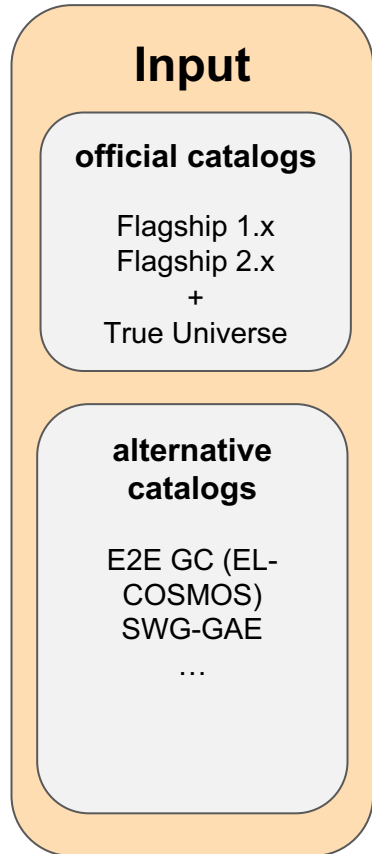 Input
official catalogs
Flagship 1.x
Flagship 2.x
+
True Universe
alternative
catalogs
E2E GC (EL-
COSMOS)
SWG-GAE
…